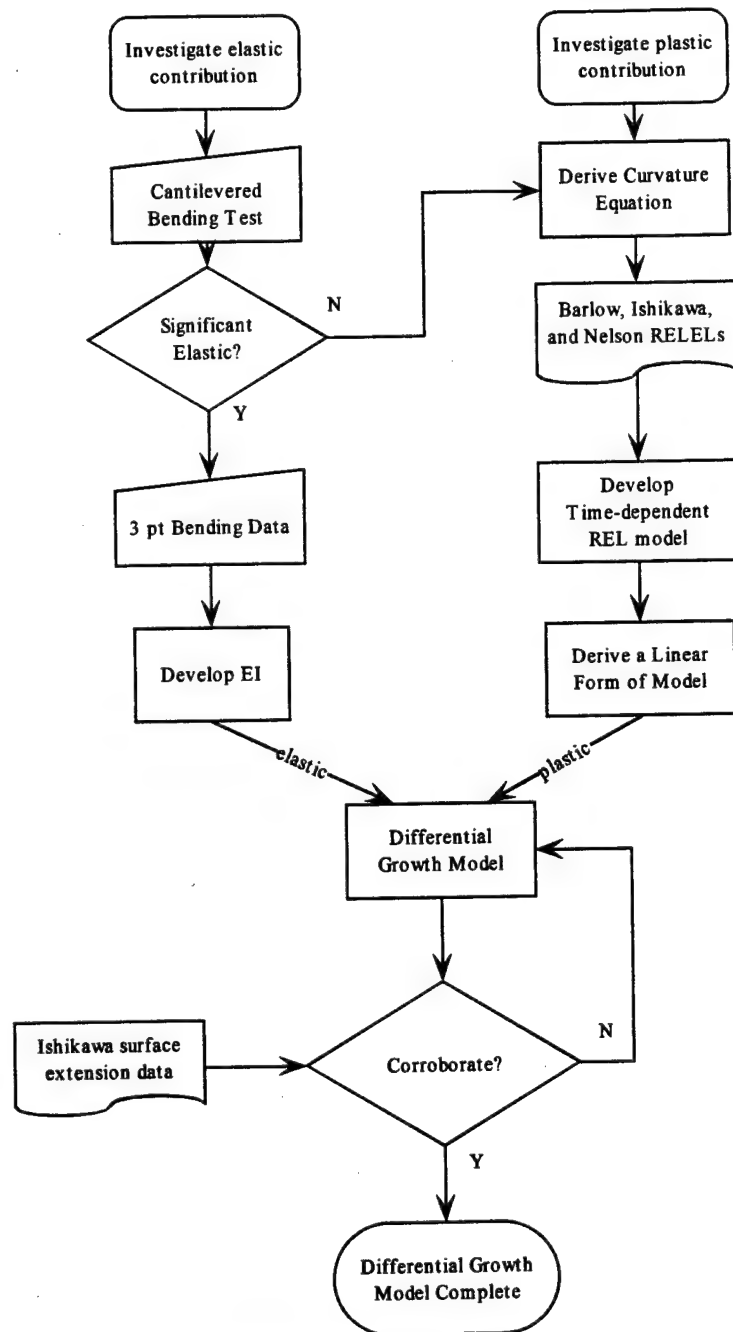 Investigate elastic
contribution
Investigate plastic
contribution
Cantilevered
Bending Test
Derive Curvature
Equation
N
Significant
Elastic?
Barlow, Ishikawa,
and Nelson RELELs
Y
3 pt Bending Data
Develop
Time-dependent
REL model
Develop EI
Derive a Linear
Form of Model
elastic
plastic
Differential
Growth Model
N
Ishikawa surface
extension data
Corroborate?
Y
Differential Growth
Model Complete